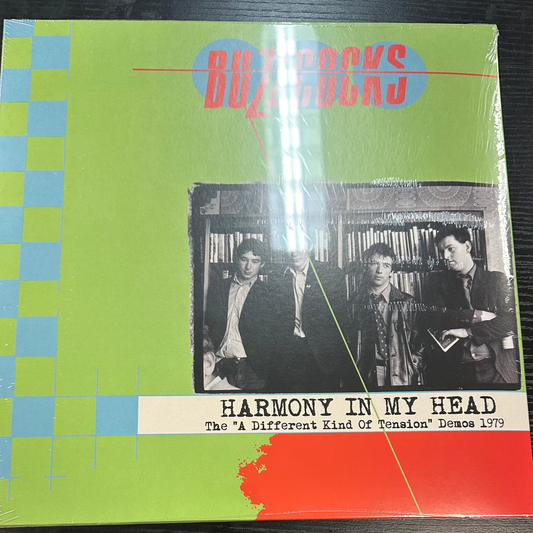 BUZZCOCKS
HARMONY IN MY HEAD
The "A Different Kind Of Tension" Demos 1979